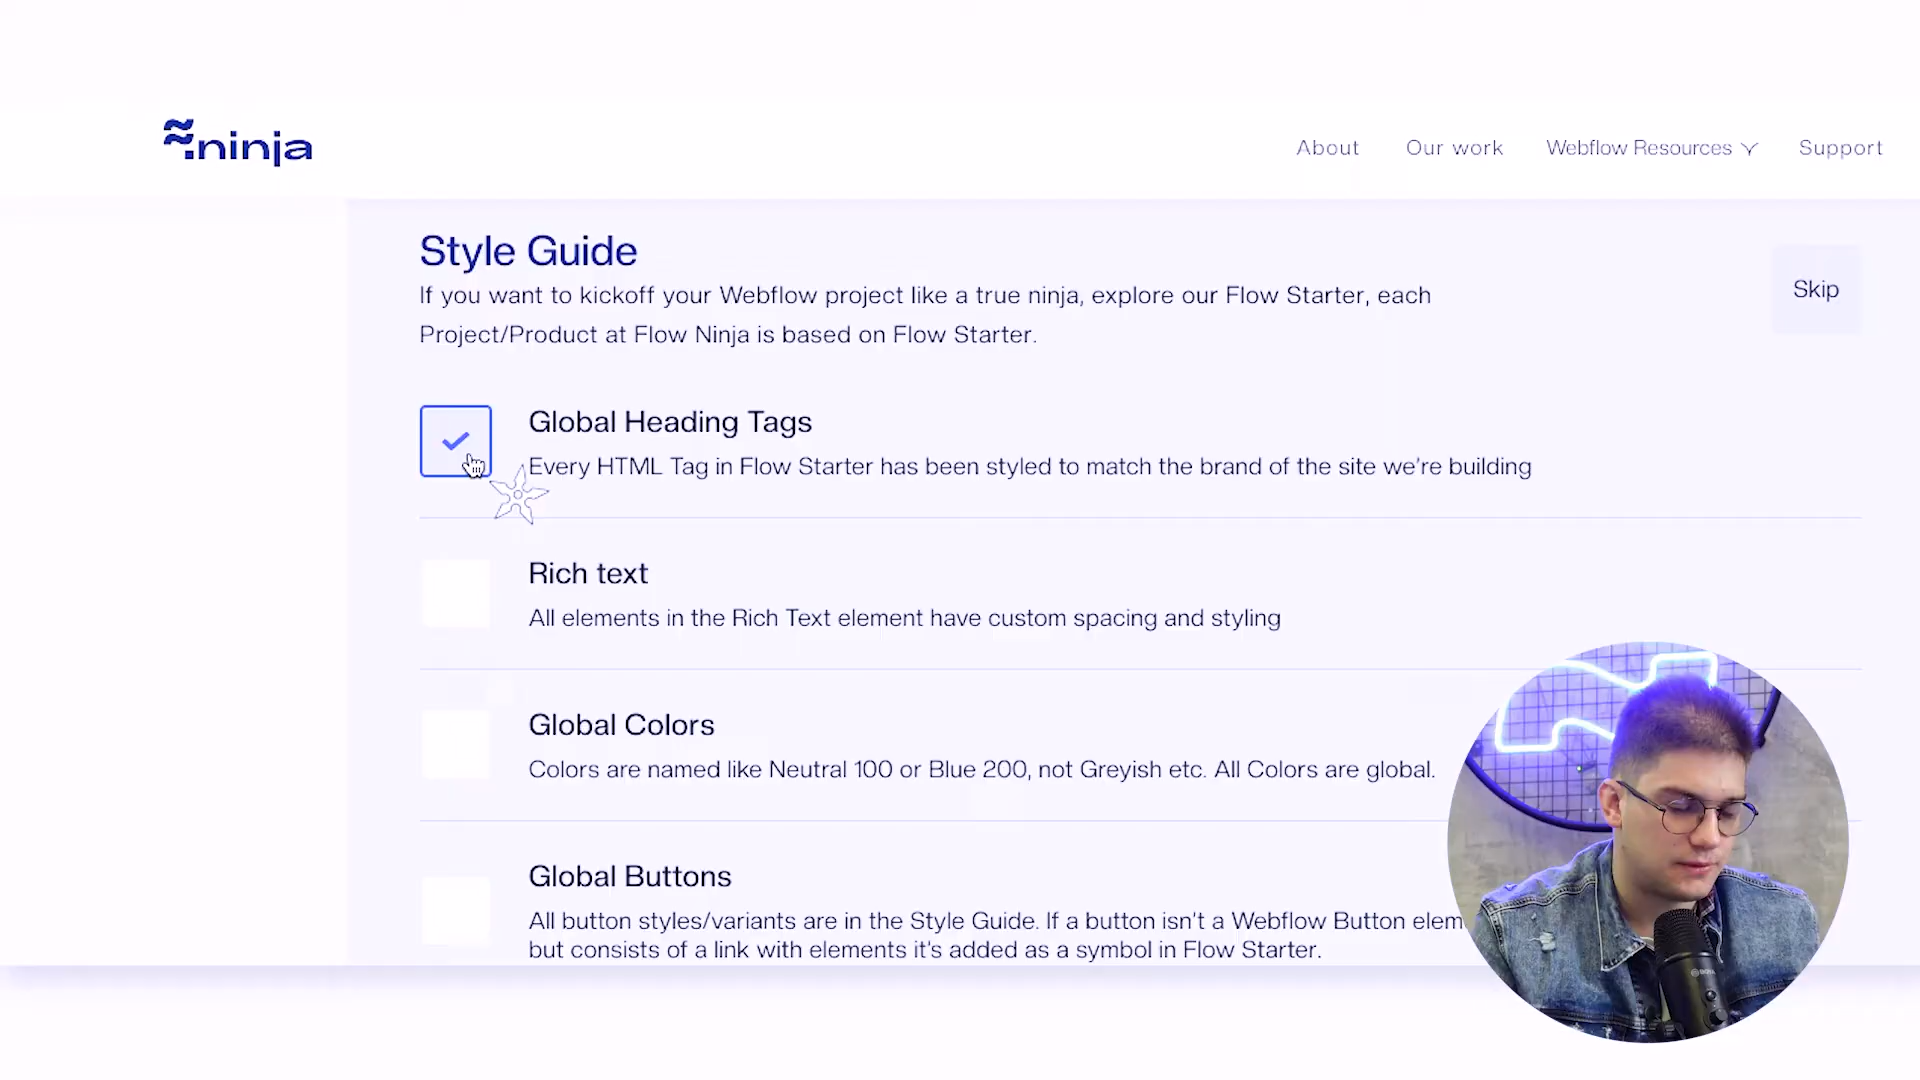 ninja
About
Our work
Webflow Resources
Support
Style Guide
If you want to kickoff your Webflow project like a true ninja, explore our Flow Starter, each
Project/Product at Flow Ninja is based on Flow Starter.
Skip
Global Heading Tags
Every HTML Tag in Flow Starter has been styled to match the brand of the site we're building
Rich text
All elements in the Rich Text element have custom spacing and styling
Global Colors
Colors are named like Neutral 100 or Blue 200, not Greyish etc. All Colors are global.
Global Buttons
All button styles/variants are in the Style Guide. If a button isn't a Webflow Button elem
but consists of a link with elements it's added as a symbol in Flow Starter.